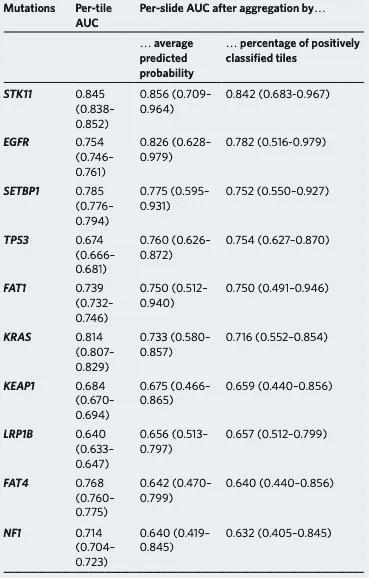 Mutations Per-tile AUC Per-slide AUC after aggregation by…
… average predicted probability … percentage of positively classified tiles
STK11 0.845 (0.838–0.852) 0.856 (0.709–0.964) 0.842 (0.683-0.967)
EGFR 0.754 (0.746–0.761) 0.826 (0.628–0.979) 0.782 (0.516-0.979)
SETBP1 0.785 (0.776–0.794) 0.775 (0.595–0.931) 0.752 (0.550–0.927)
TP53 0.674 (0.666–0.681) 0.760 (0.626–0.872) 0.754 (0.627–0.870)
FAT1 0.739 (0.732–0.746) 0.750 (0.512–0.940) 0.750 (0.491–0.946)
KRAS 0.814 (0.807–0.829) 0.733 (0.580–0.857) 0.716 (0.552–0.854)
KEAP1 0.684 (0.670–0.694) 0.675 (0.466–0.865) 0.659 (0.440–0.856)
LRP1B 0.640 (0.633–0.647) 0.656 (0.513–0.797) 0.657 (0.512–0.799)
FAT4 0.768 (0.760–0.775) 0.642 (0.470–0.799) 0.640 (0.440–0.856)
NF1 0.714 (0.704–0.723) 0.640 (0.419–0.845) 0.632 (0.405–0.845)